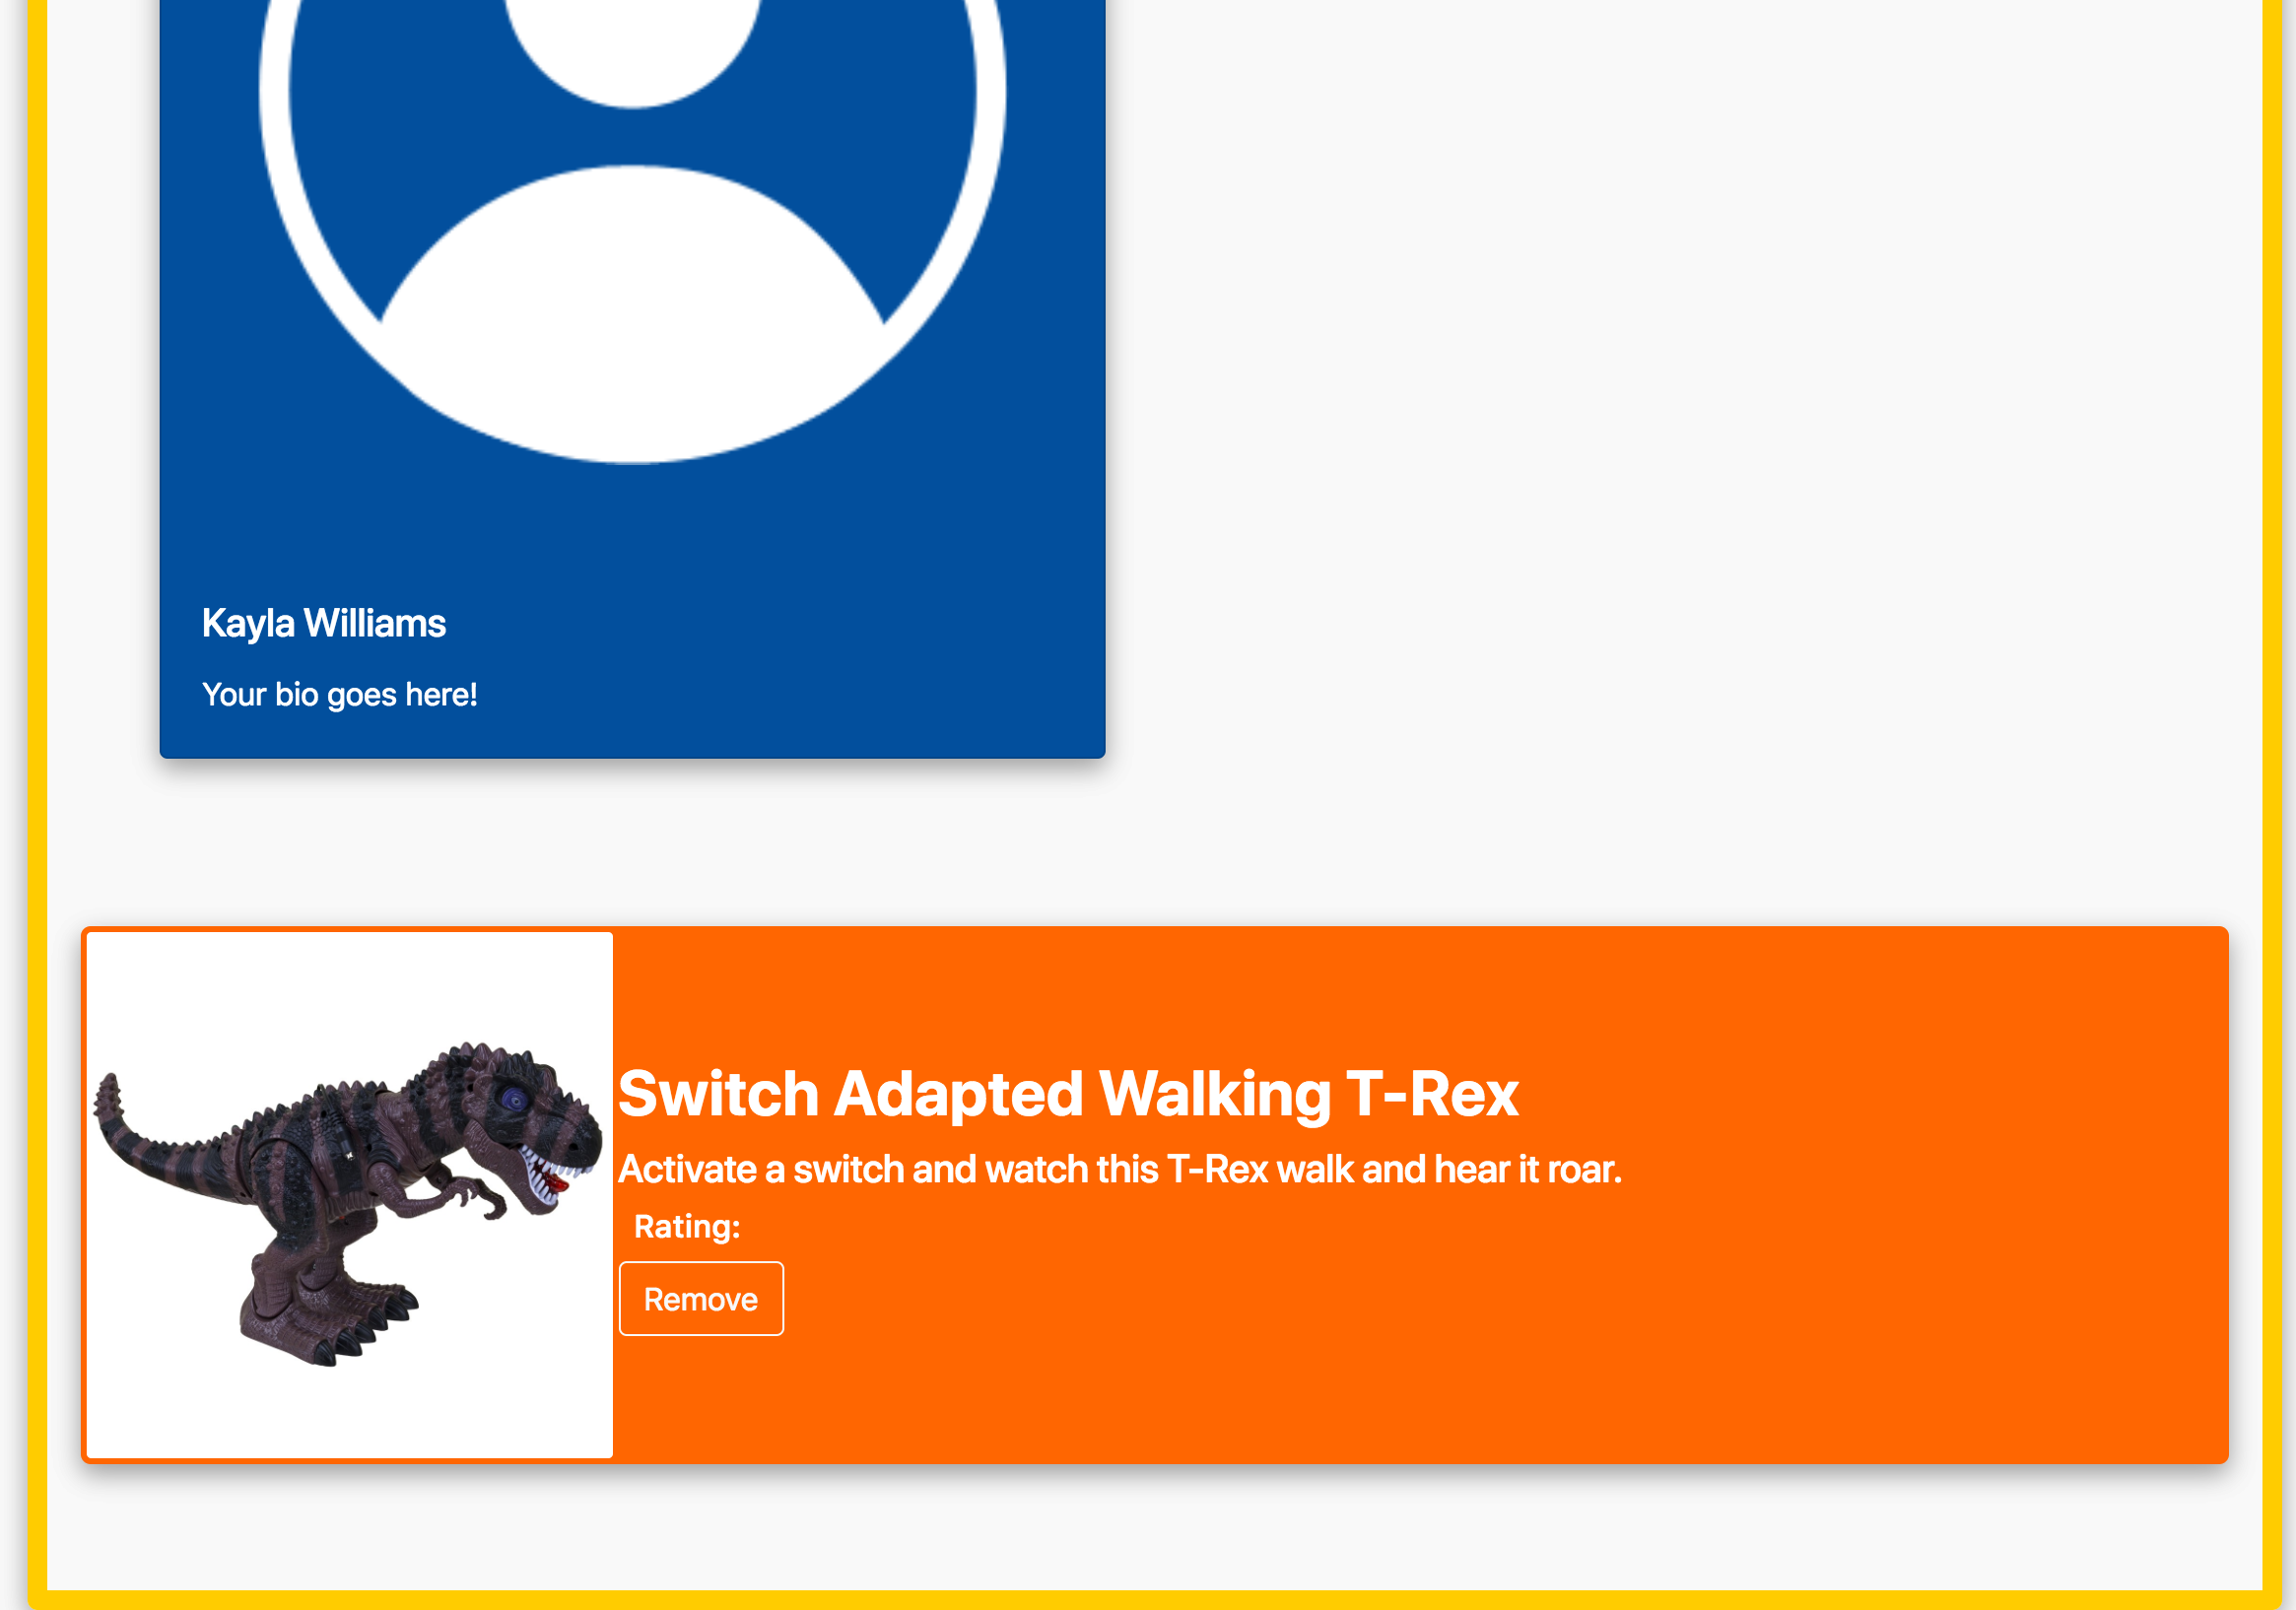 Kayla Williams
Your bio goes here!
Switch Adapted Walking T-Rex
Activate a switch and watch this T-Rex walk and hear it roar.
Rating:
Remove